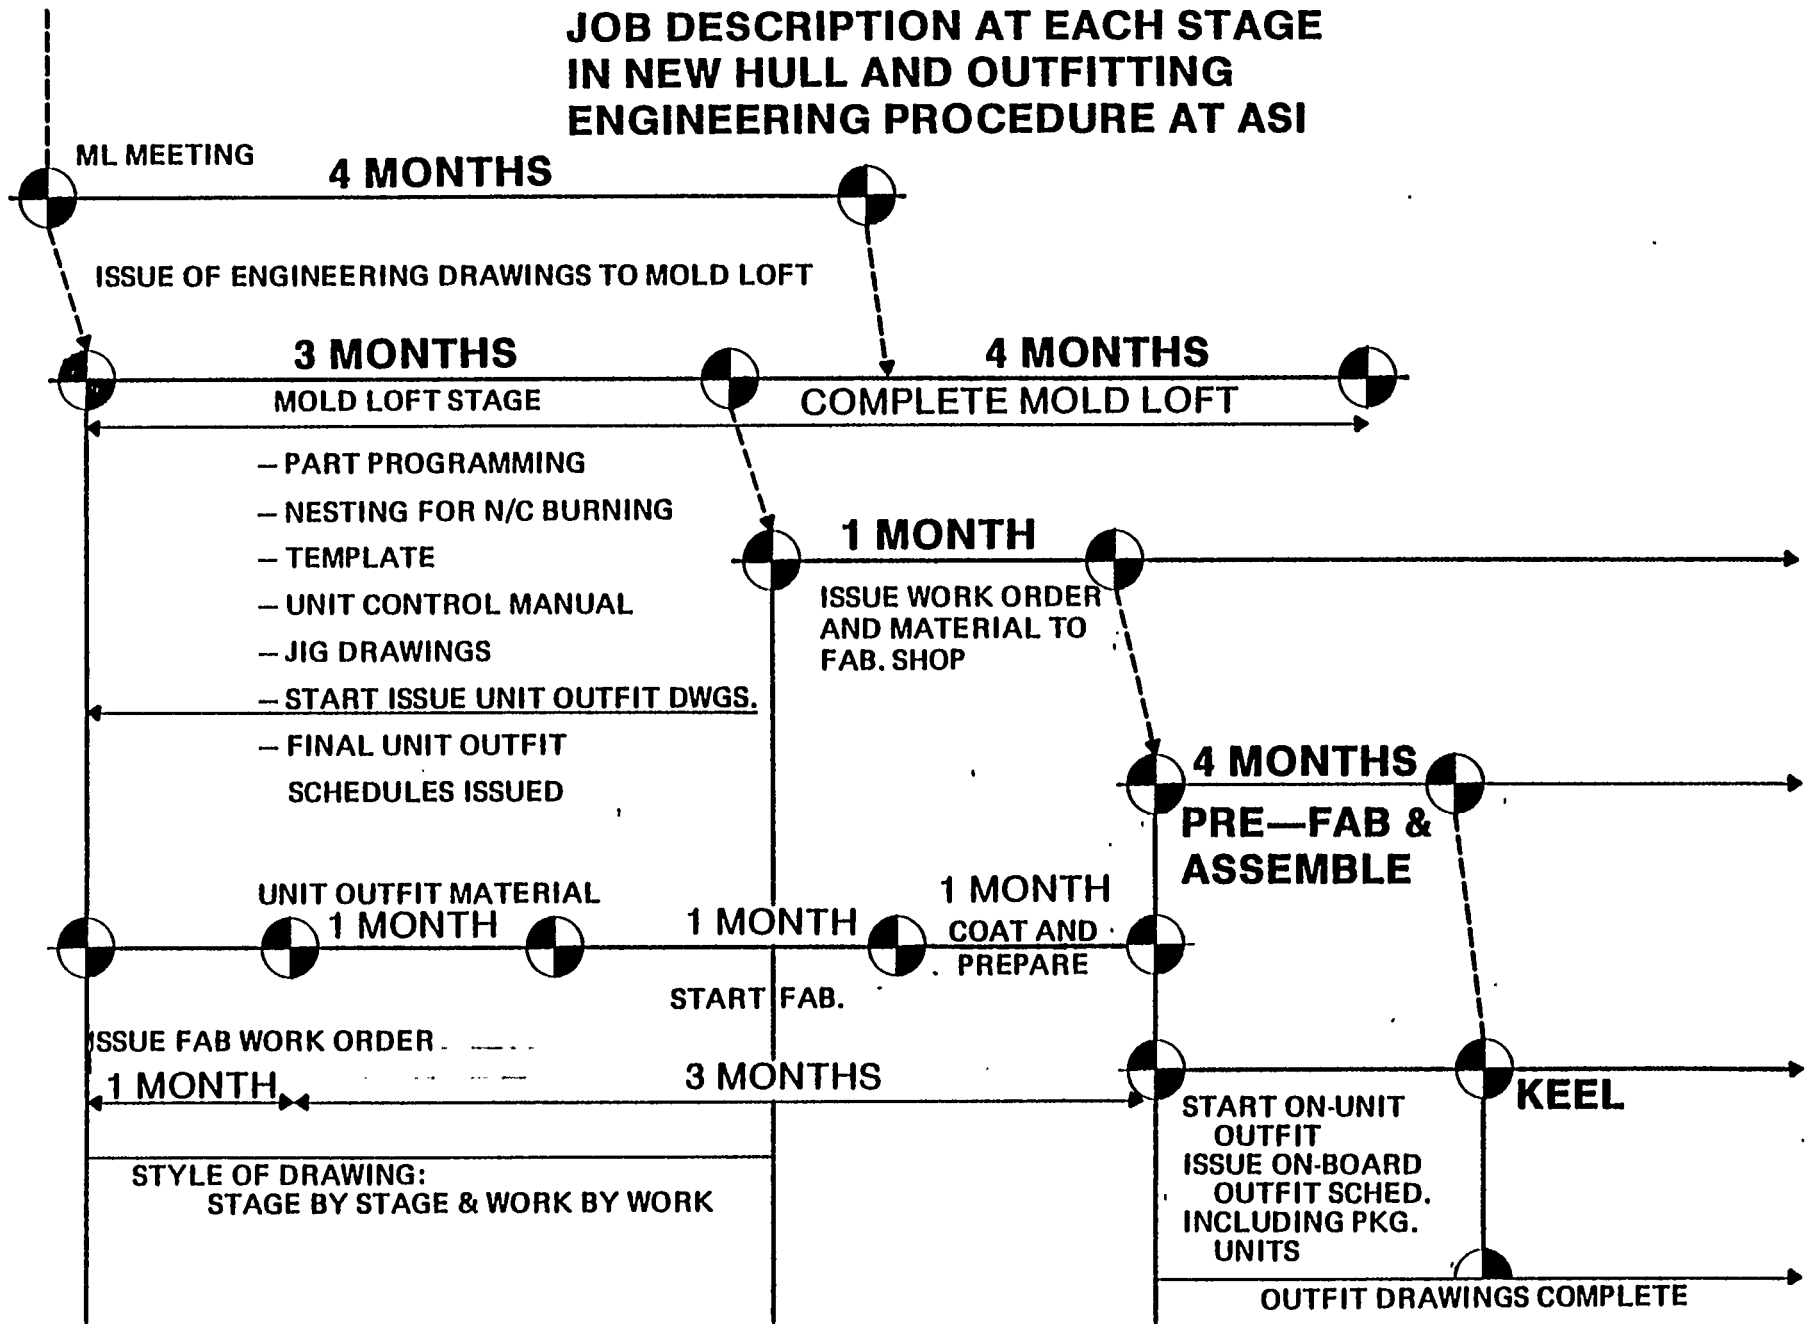 JOB DESCRIPTION AT EACH STAGE
IN NEW HULL AND OUTFITTING
ENGINEERING PROCEDURE AT ASI
ML MEETING
4 MONTHS
ISSUE OF ENGINEERING DRAWINGS TO MOLD LOFT
3 MONTHS
4 MONTHS
MOLD LOFT STAGE
COMPLETE MOLD LOFT
– PART PROGRAMMING
– NESTING FOR N/C BURNING
– TEMPLATE
– UNIT CONTROL MANUAL
– JIG DRAWINGS
– START ISSUE UNIT OUTFIT DWGS.
– FINAL UNIT OUTFIT
SCHEDULES ISSUED
1 MONTH
ISSUE WORK ORDER
AND MATERIAL TO
FAB. SHOP
4 MONTHS
PRE—FAB &
ASSEMBLE
UNIT OUTFIT MATERIAL
1 MONTH
1 MONTH
1 MONTH
COAT AND
PREPARE
START FAB.
ISSUE FAB WORK ORDER
1 MONTH
3 MONTHS
KEEL
START ON-UNIT
OUTFIT
ISSUE ON-BOARD
OUTFIT SCHED.
INCLUDING PKG.
UNITS
STYLE OF DRAWING:
STAGE BY STAGE & WORK BY WORK
OUTFIT DRAWINGS COMPLETE